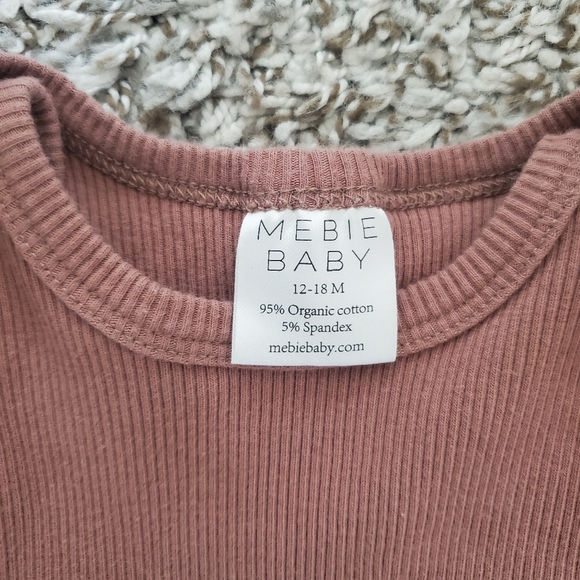 MEBIE
BABY
12-18 M
95% Organic cotton
5% Spandex
mebiebaby.com